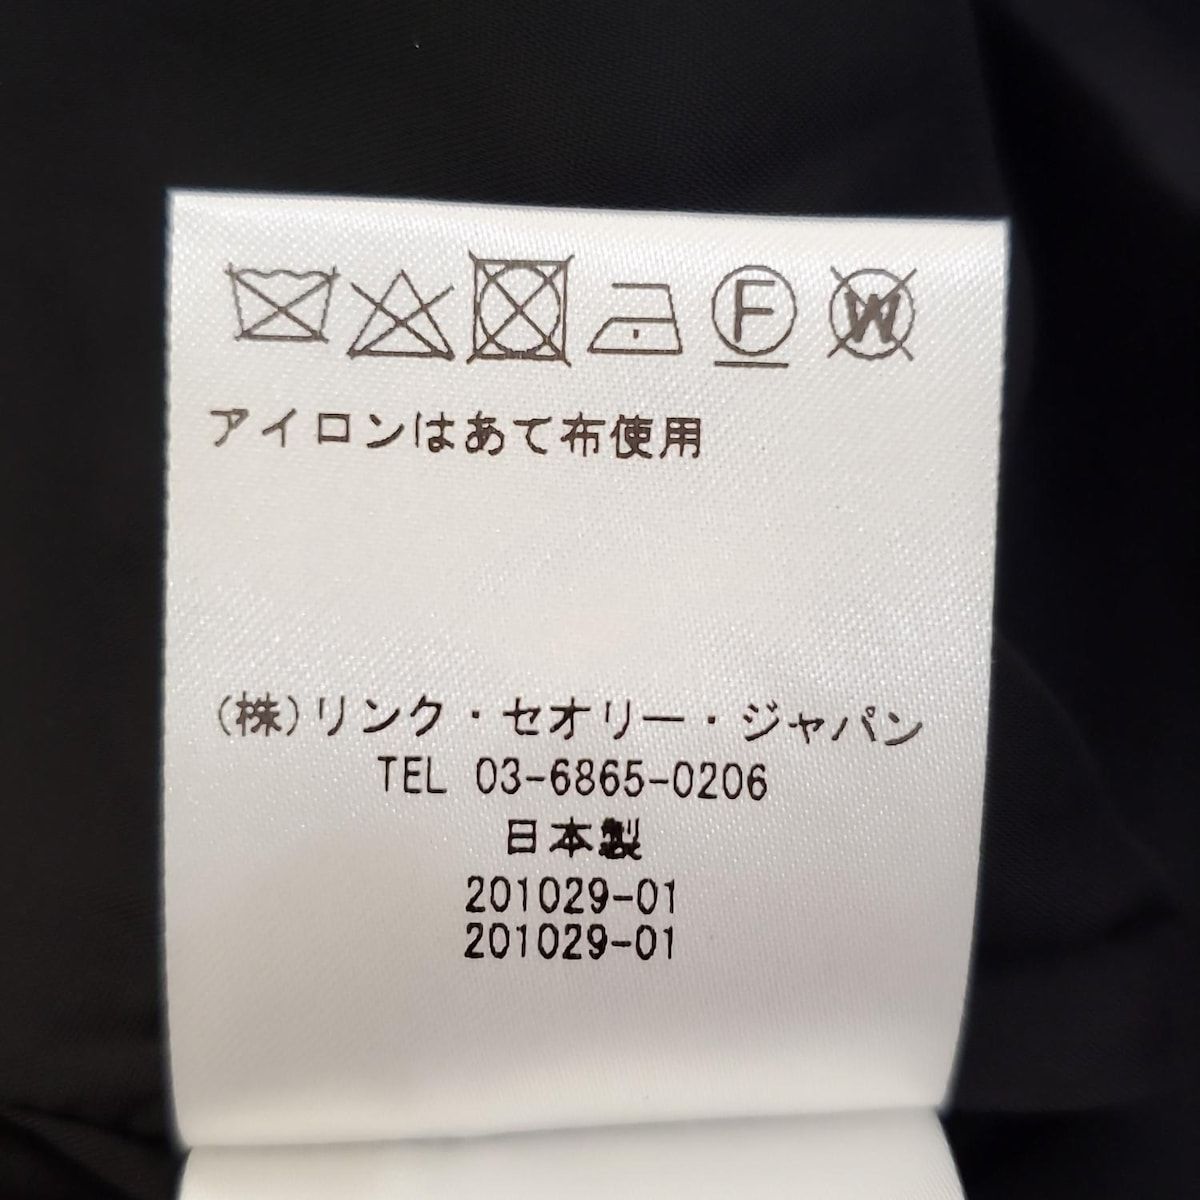 F W
アイロンはあて布使用
(株)リンク・セオリー・ジャパン
TEL 03-6865-0206
日本製
201029-01
201029-01